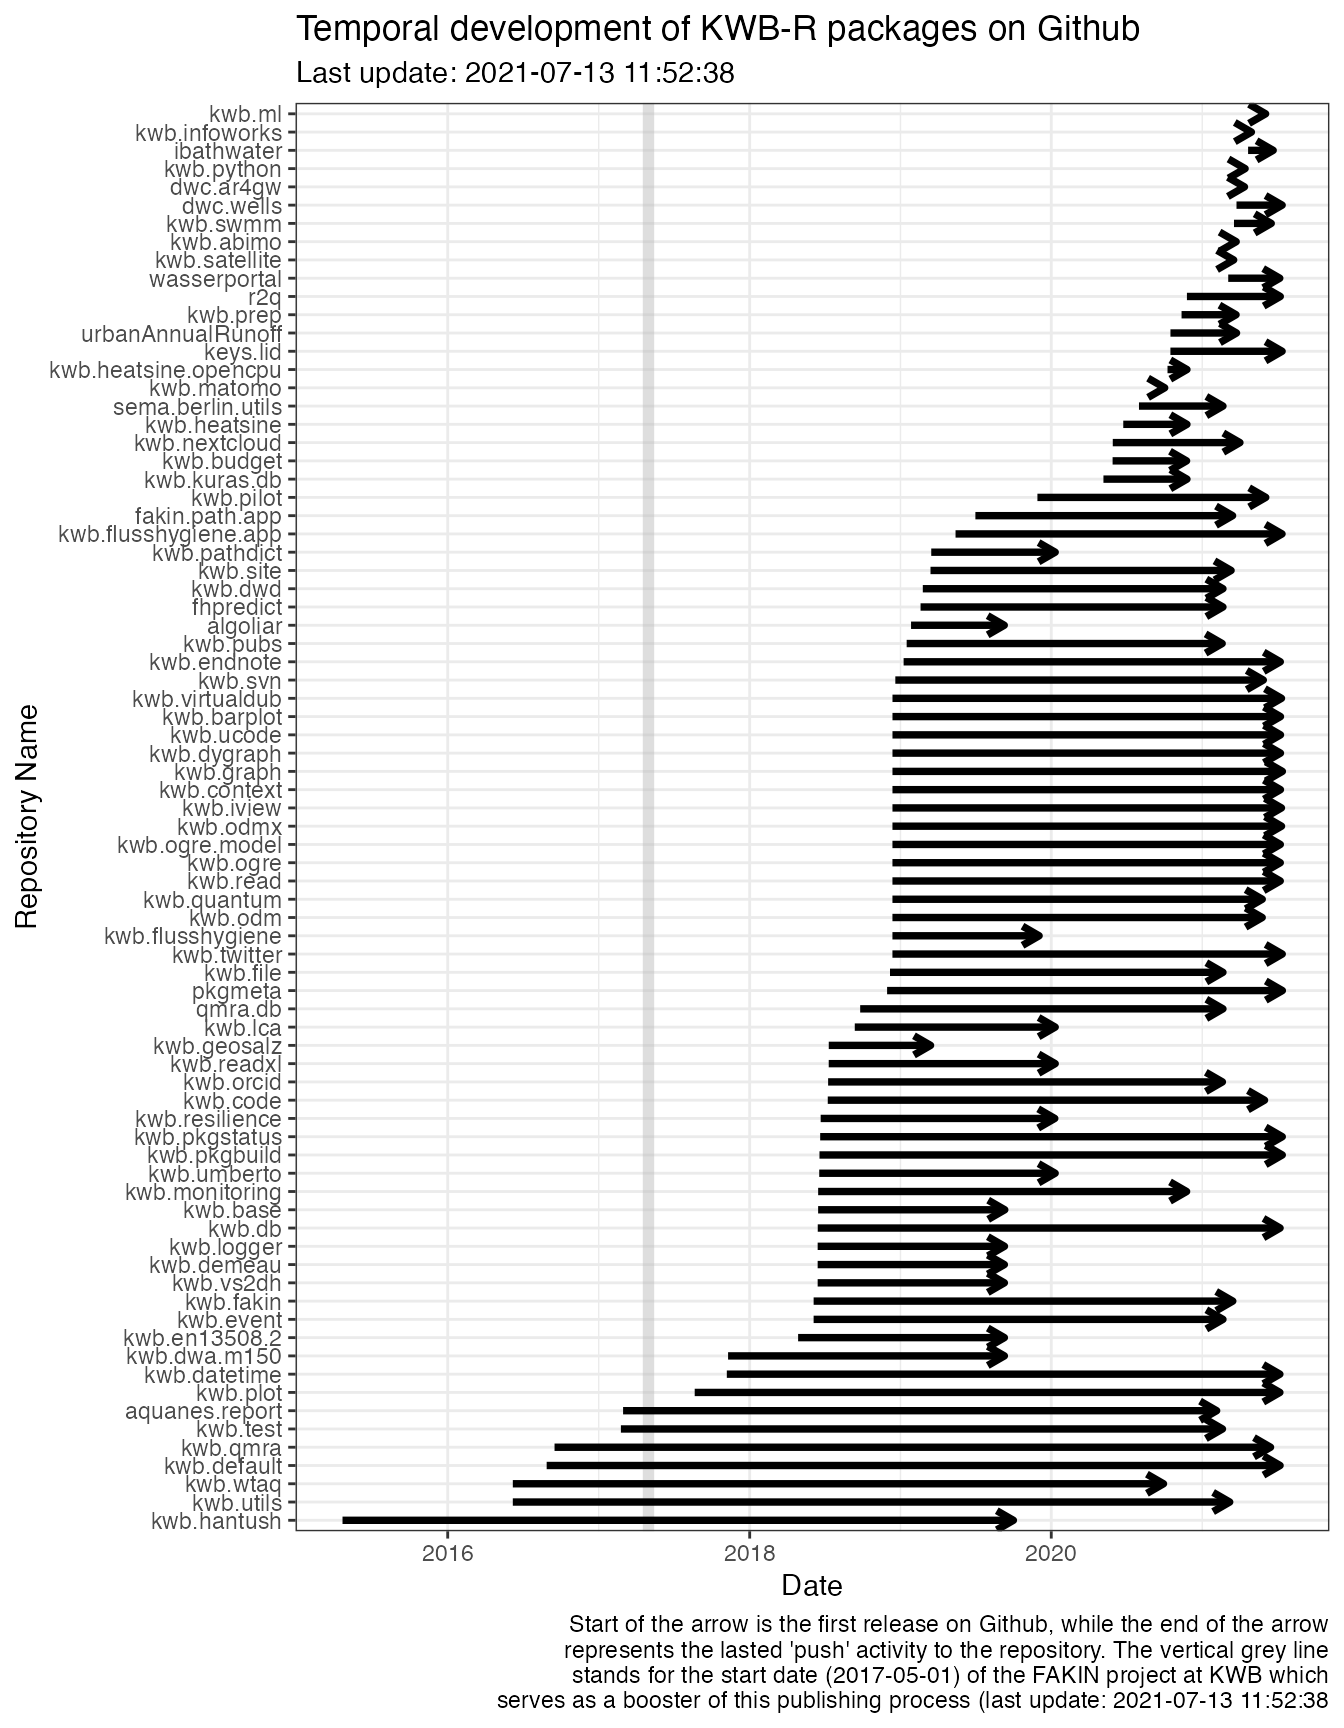 Temporal development of KWB-R packages on Github
Last update: 2021-07-13 11:52:38
Repository Name
kwb.ml
kwb.infoworks
ibathwater
kwb.python
dwc.ar4gw
dwc.wells
kwb.swmm
kwb.abimo
kwb.satellite
wasserportal
r2q
kwb.prep
urbanAnnualRunoff
keys.lid
kwb.heatsine.opencpu
kwb.matomo
sema.berlin.utils
kwb.heatsine
kwb.nextcloud
kwb.budget
kwb.kuras.db
kwb.pilot
fakin.path.app
kwb.flusshygiene.app
kwb.pathdict
kwb.site
kwb.dwd
fhpredict
algoliar
kwb.pubs
kwb.endnote
kwb.svn
kwb.virtualdub
kwb.barplot
kwb.ucode
kwb.dygraph
kwb.graph
kwb.context
kwb.iview
kwb.odmx
kwb.ogre.model
kwb.ogre
kwb.read
kwb.quantum
kwb.odm
kwb.flusshygiene
kwb.twitter
kwb.file
pkgmeta
qmra.db
kwb.lca
kwb.geosalz
kwb.readxl
kwb.orcid
kwb.code
kwb.resilience
kwb.pkgstatus
kwb.pkgbuild
kwb.umberto
kwb.monitoring
kwb.base
kwb.db
kwb.logger
kwb.demeau
kwb.vs2dh
kwb.fakin
kwb.event
kwb.en13508.2
kwb.dwa.m150
kwb.datetime
kwb.plot
aquanes.report
kwb.test
kwb.qmra
kwb.default
kwb.wtaq
kwb.utils
kwb.hantush
2016 2018 2020
Date
Start of the arrow is the first release on Github, while the end of the arrow
represents the lasted 'push' activity to the repository. The vertical grey line
stands for the start date (2017-05-01) of the FAKIN project at KWB which
serves as a booster of this publishing process (last update: 2021-07-13 11:52:38